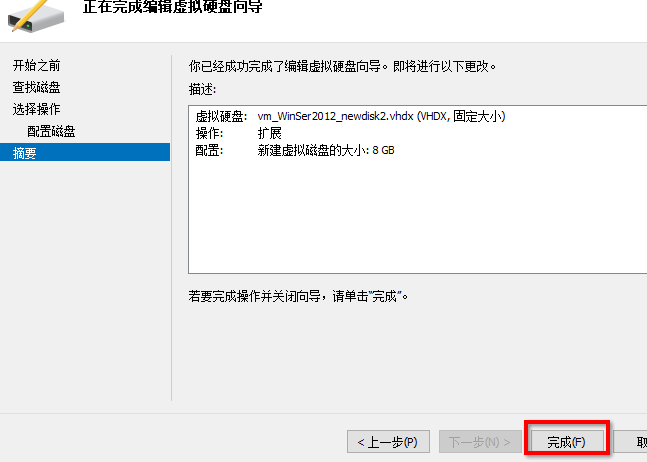 正在完成编辑虚拟硬盘向导
开始之前
查找磁盘
选择操作
配置磁盘
摘要
你已经成功完成了编辑虚拟硬盘向导。即将进行以下更改。
描述:
虚拟硬盘: vm_WinSer2012_newdisk2.vhdx (VHDX, 固定大小)
操作: 扩展
配置: 新建虚拟磁盘的大小: 8 GB
若要完成操作并关闭向导，请单击"完成"。
< 上一步(P) 下一步(N) > 完成(F) 取